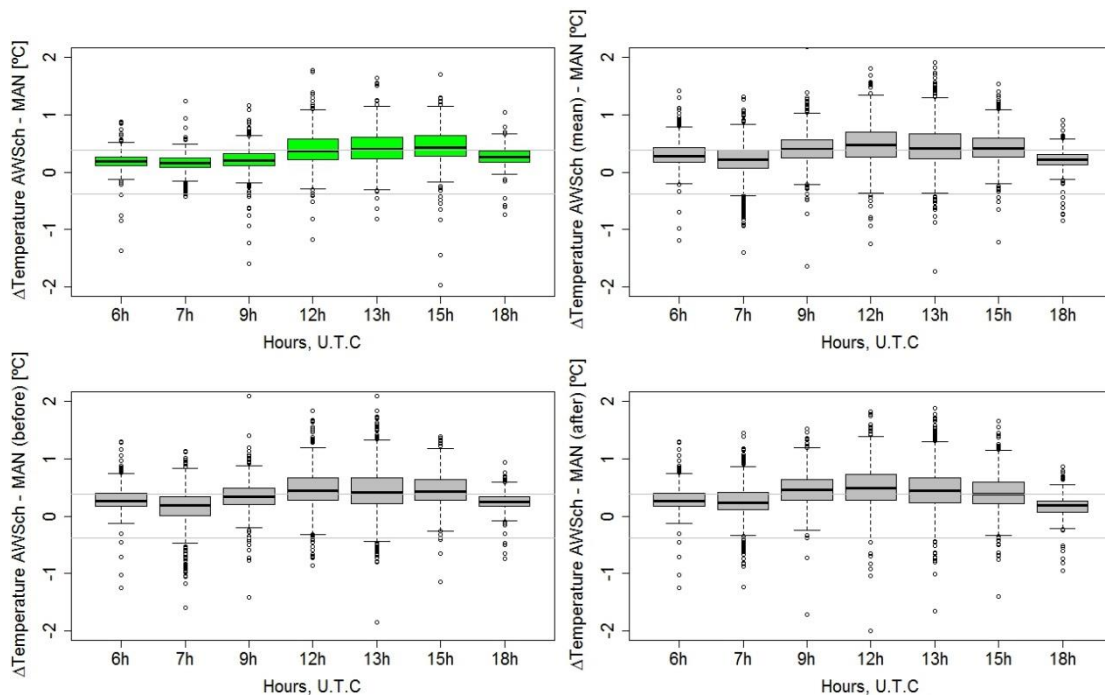 ΔTemperature AWSch - MAN [ºC]
2
1
0
-1
-2
6h 7h 9h 12h 13h 15h 18h
Hours, U.T.C
ΔTemperature AWSch (mean) - MAN [ºC]
2
1
0
-1
-2
6h 7h 9h 12h 13h 15h 18h
Hours, U.T.C
ΔTemperature AWSch - MAN (before) [ºC]
2
1
0
-1
-2
6h 7h 9h 12h 13h 15h 18h
Hours, U.T.C
ΔTemperature AWSch - MAN (after) [ºC]
2
1
0
-1
-2
6h 7h 9h 12h 13h 15h 18h
Hours, U.T.C